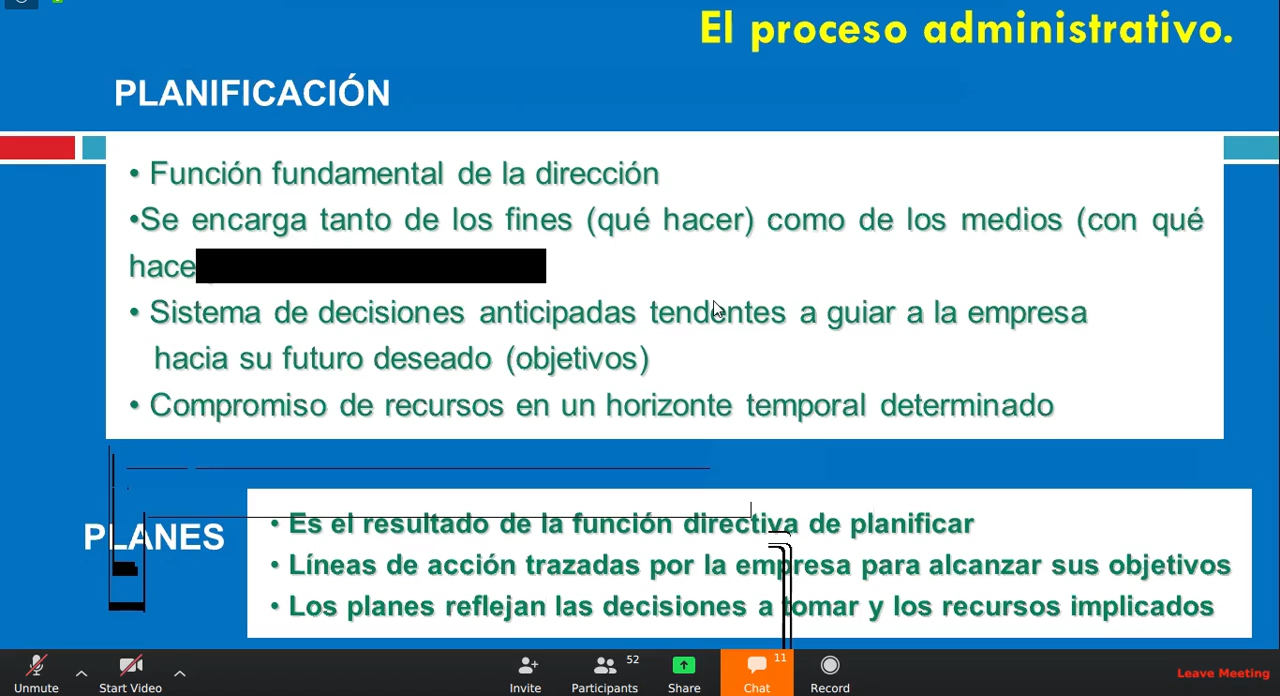 El proceso administrativo.
PLANIFICACIÓN
• Función fundamental de la dirección
•Se encarga tanto de los fines (qué hacer) como de los medios (con qué
hace
• Sistema de decisiones anticipadas tendentes a guiar a la empresa
hacia su futuro deseado (objetivos)
• Compromiso de recursos en un horizonte temporal determinado
PLANES
• Es el resultado de la función directiva de planificar
• Líneas de acción trazadas por la empresa para alcanzar sus objetivos
• Los planes reflejan las decisiones a tomar y los recursos implicados
52 11
Unmute Start Video Invite Participants Share Chat Record Leave Meeting